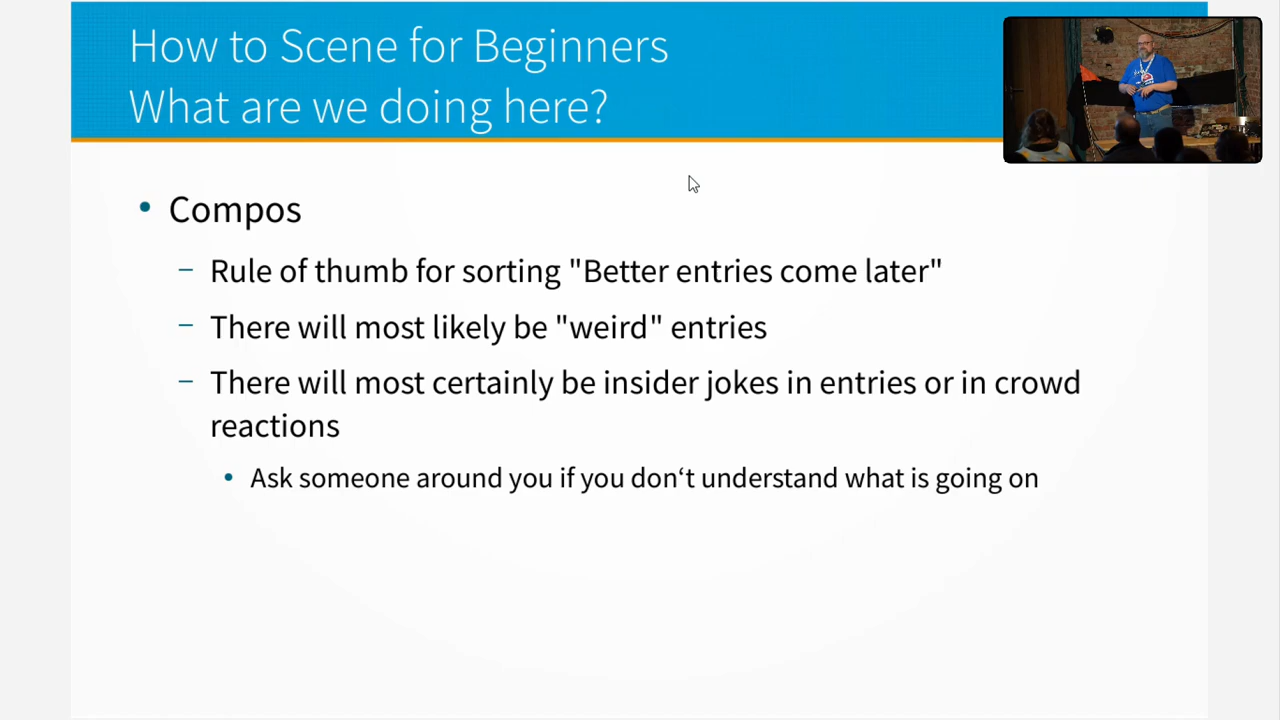 How to Scene for Beginners
What are we doing here?
• Compos
– Rule of thumb for sorting "Better entries come later"
– There will most likely be "weird" entries
– There will most certainly be insider jokes in entries or in crowd
reactions
• Ask someone around you if you don‘t understand what is going on